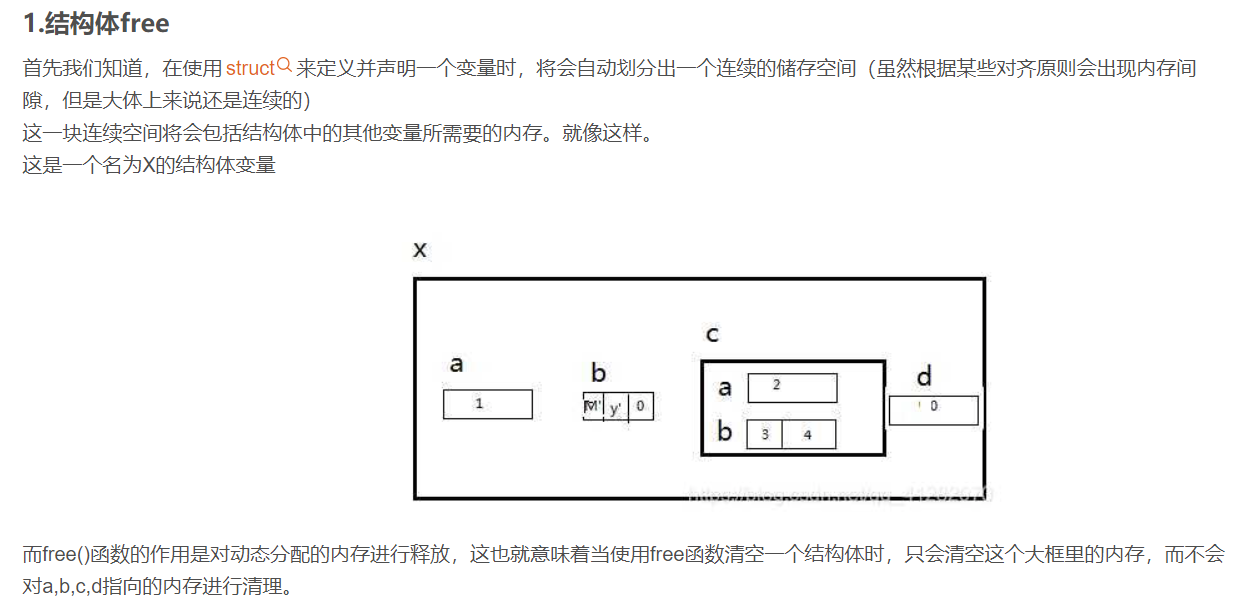 1.结构体free
首先我们知道，在使用struct来定义并声明一个变量时，将会自动划分出一个连续的储存空间（虽然根据某些对齐原则会出现内存间
隙，但是大体上来说还是连续的）
这一块连续空间将会包括结构体中的其他变量所需要的内存。就像这样。
这是一个名为X的结构体变量
x
c
a
b
d
1
M' y' 0
a 2
0
b 3 4
而free()函数的作用是对动态分配的内存进行释放，这也就意味着当使用free函数清空一个结构体时，只会清空这个大框里的内存，而不会
对a,b,c,d指向的内存进行清理。